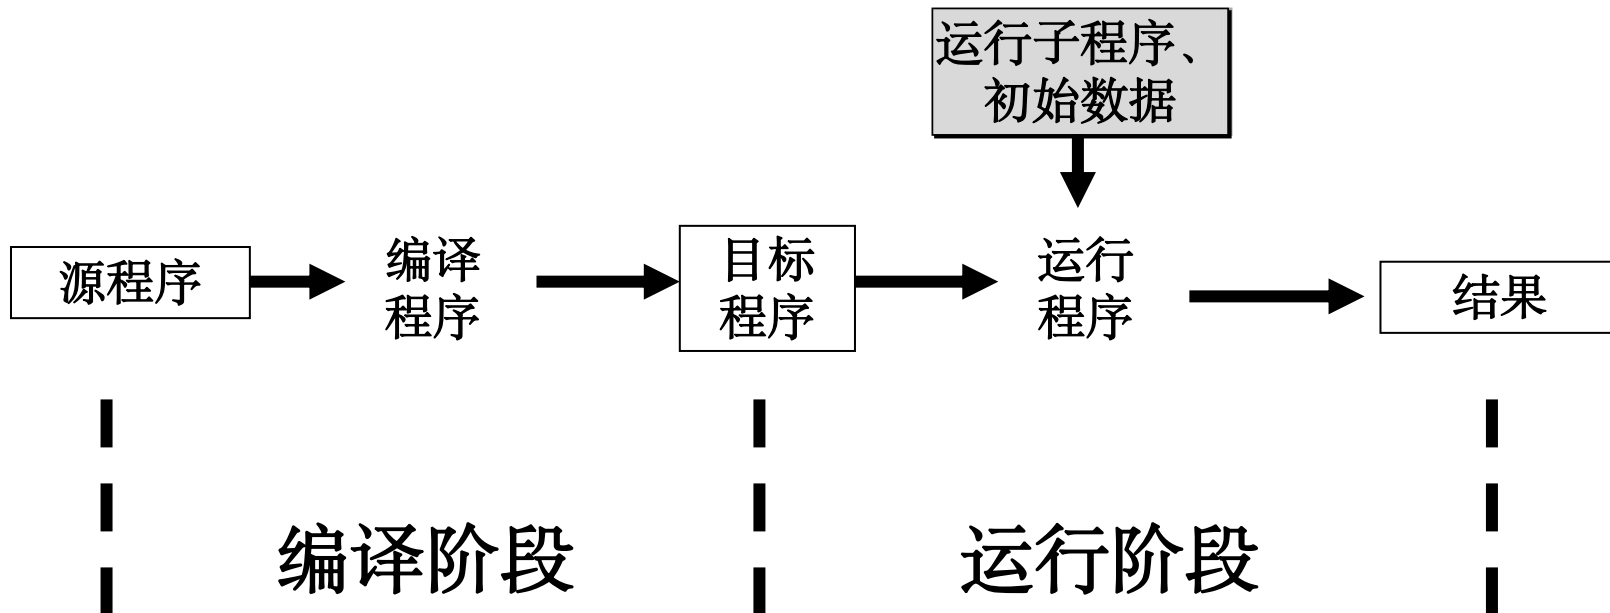 运行子程序、
初始数据
源程序
编译
程序
目标
程序
运行
程序
结果
编译阶段
运行阶段